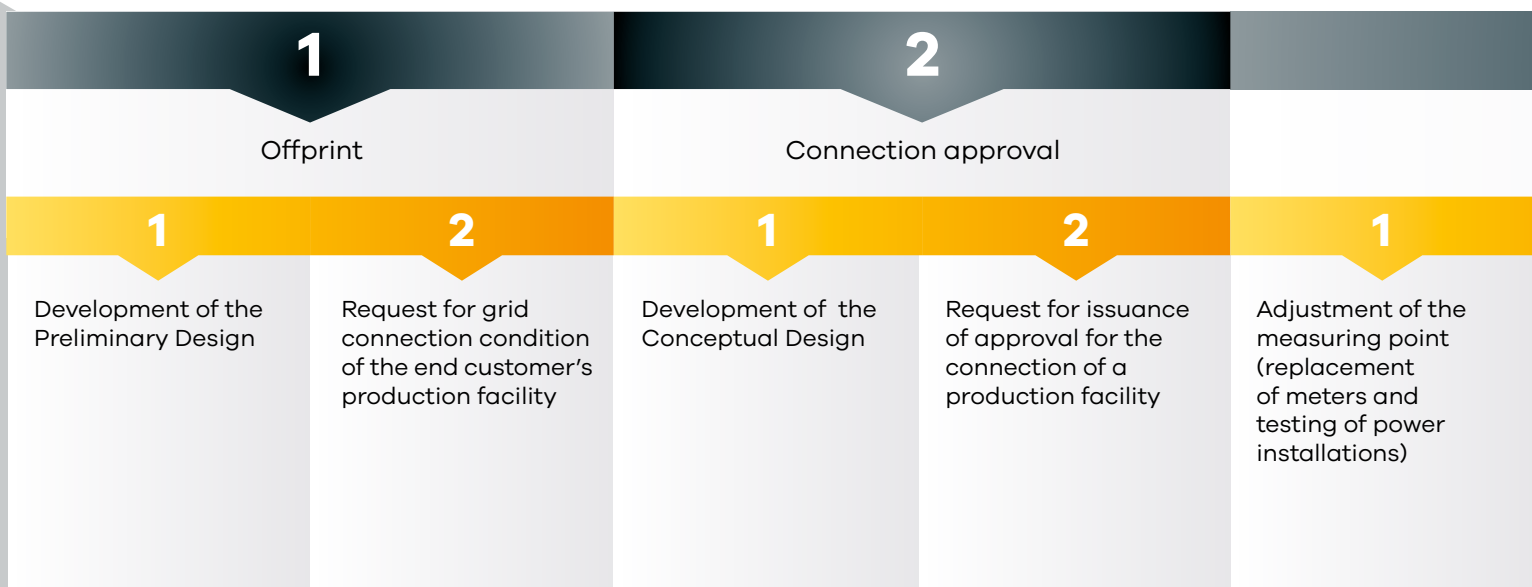 1
2
Offprint
Connection approval
1
2
1
2
1
Development of the
Preliminary Design
Request for grid
connection condition
of the end customer’s
production facility
Development of  the
Conceptual Design
Request for issuance
of approval for the
connection of a
production facility
Adjustment of the
measuring point
(replacement
of meters and
testing of power
installations)